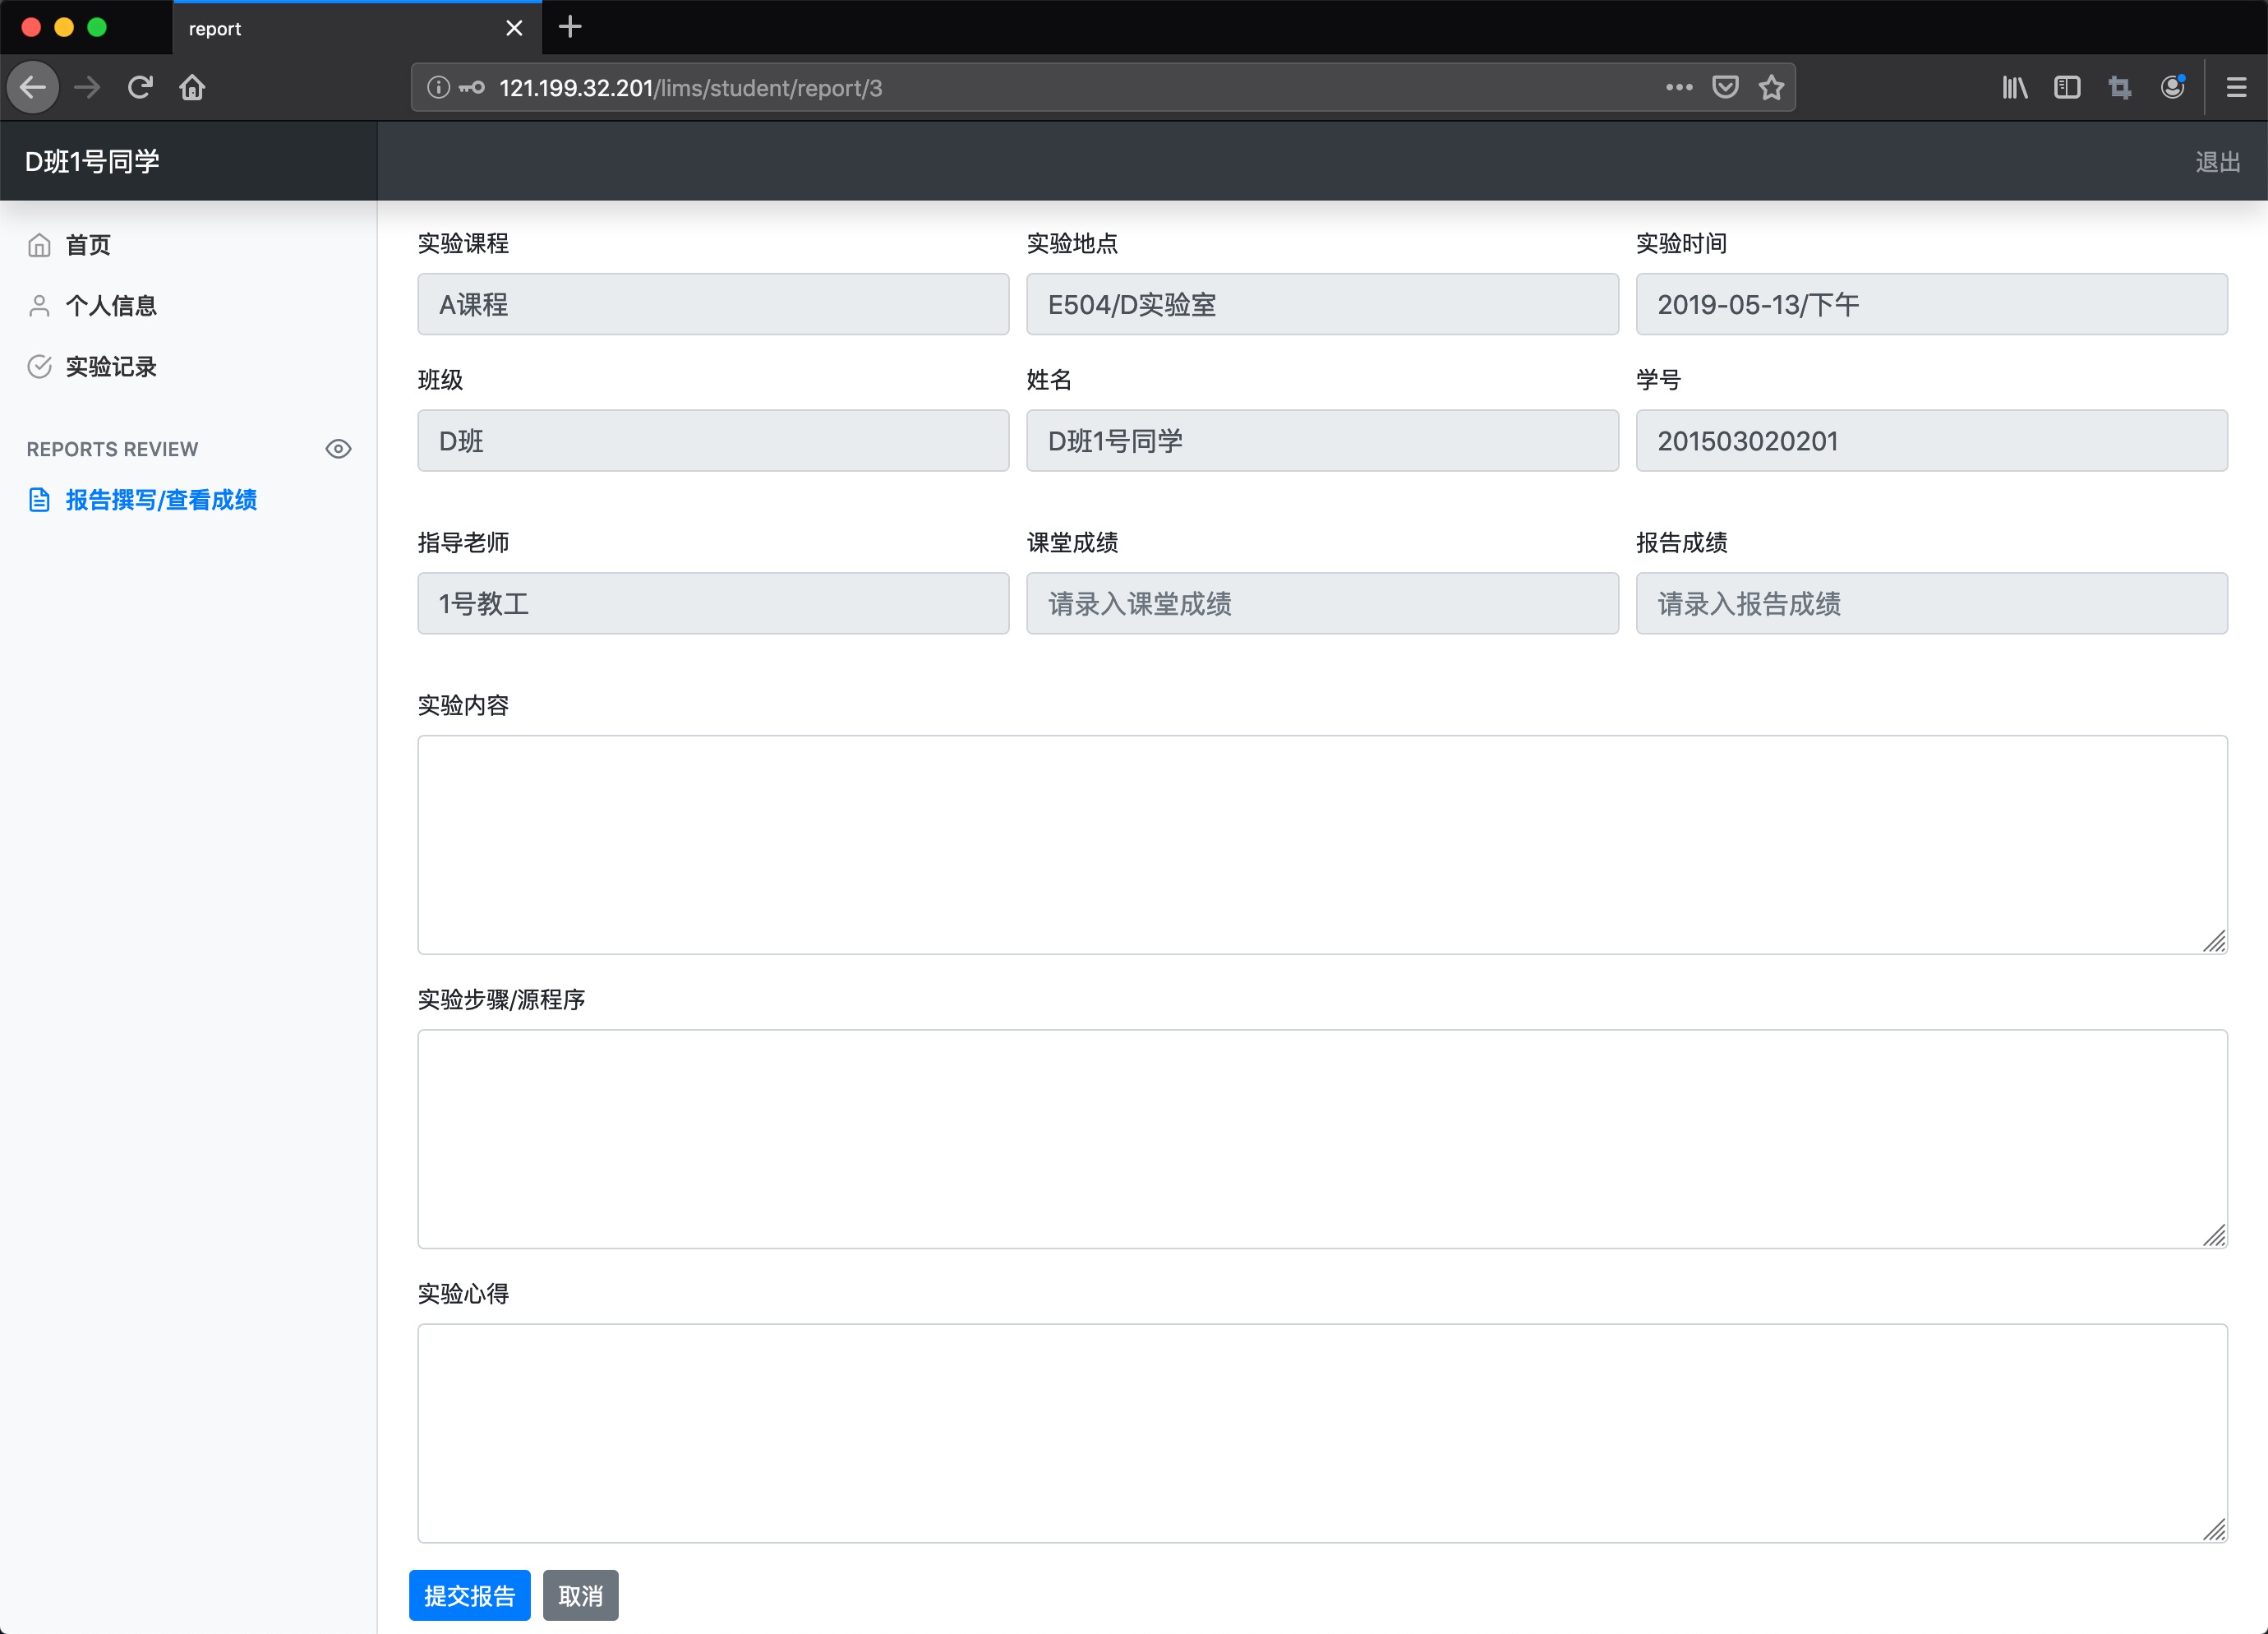 report
121.199.32.201/lims/student/report/3
D班1号同学
退出
首页
个人信息
实验记录
REPORTS REVIEW
报告撰写/查看成绩
实验课程 实验地点 实验时间
A课程 E504/D实验室 2019-05-13/下午
班级 姓名 学号
D班 D班1号同学 201503020201
指导老师 课堂成绩 报告成绩
1号教工 请录入课堂成绩 请录入报告成绩
实验内容
实验步骤/源程序
实验心得
提交报告 取消